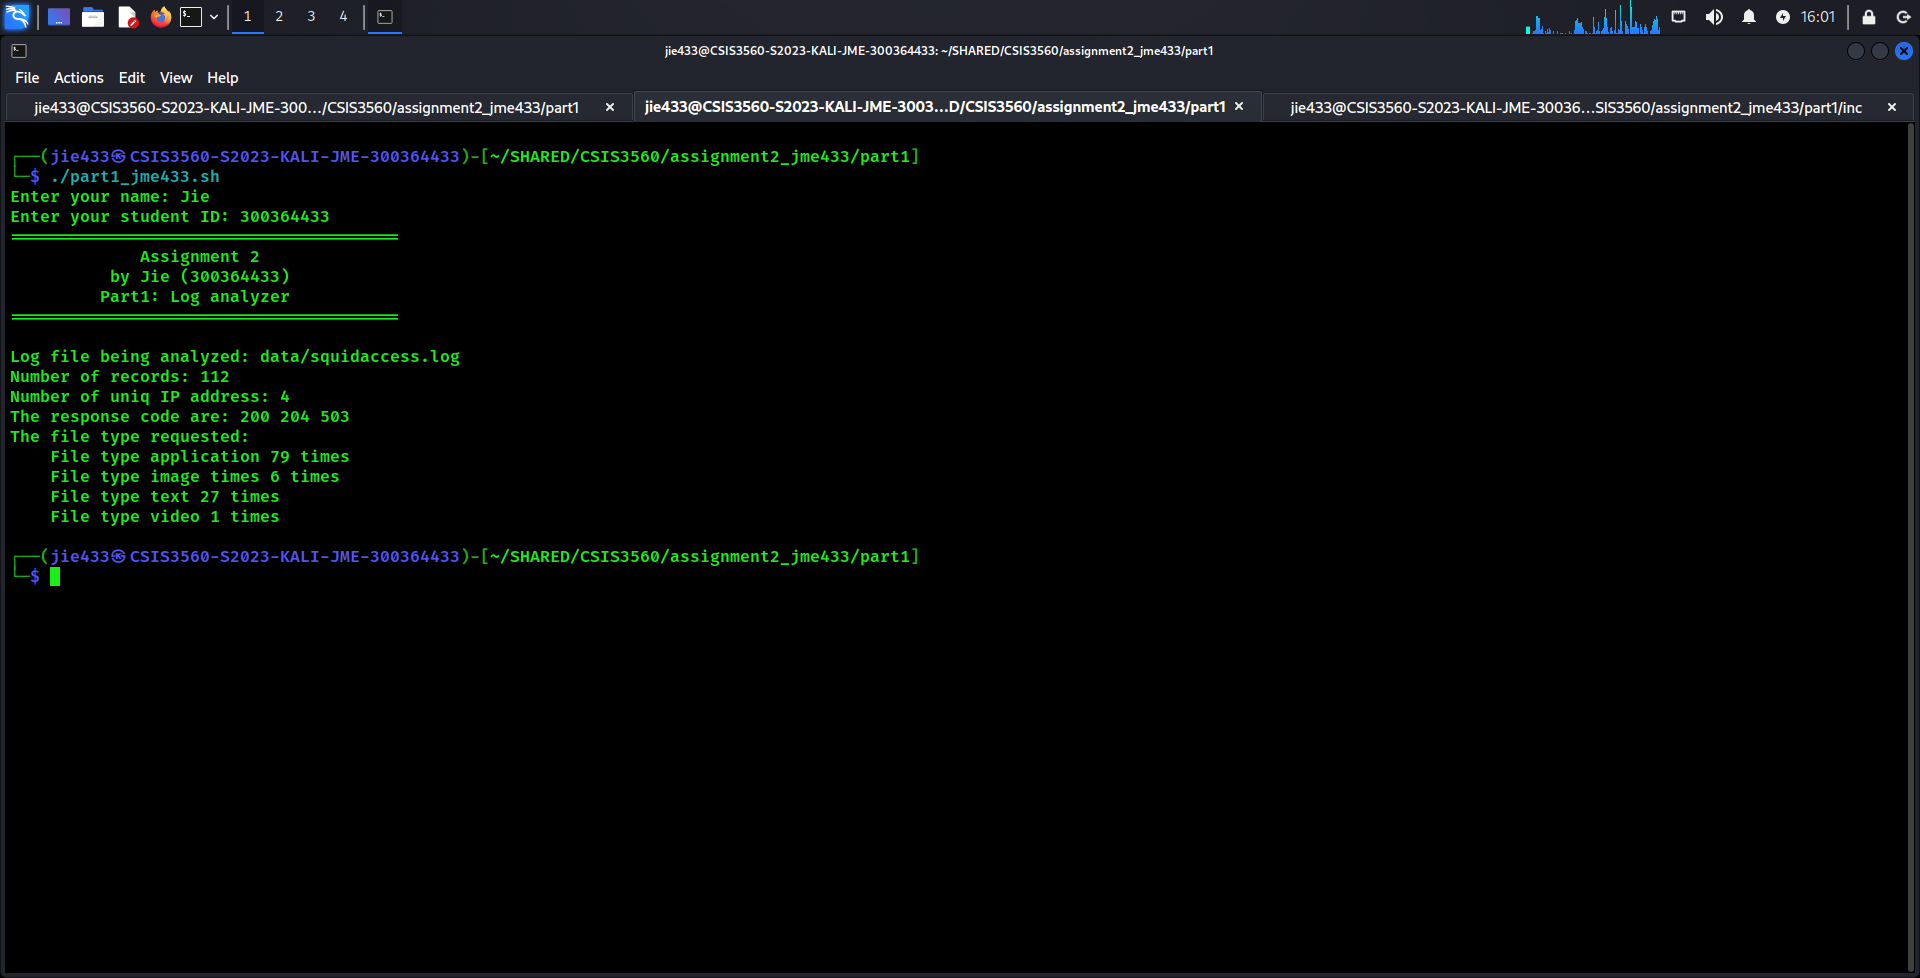 1 2 3 4 16:01
jie433@CSIS3560-S2023-KALI-JME-300364433: ~/SHARED/CSIS3560/assignment2_jme433/part1
File Actions Edit View Help
jie433@CSIS3560-S2023-KALI-JME-300.../CSIS3560/assignment2_jme433/part1 jie433@CSIS3560-S2023-KALI-JME-3003...D/CSIS3560/assignment2_jme433/part1 jie433@CSIS3560-S2023-KALI-JME-30036...SIS3560/assignment2_jme433/part1/inc
┌──(jie433㉿CSIS3560-S2023-KALI-JME-300364433)-[~/SHARED/CSIS3560/assignment2_jme433/part1]
└─$ ./part1_jme433.sh
Enter your name: Jie
Enter your student ID: 300364433
=======================================
Assignment 2
by Jie (300364433)
Part1: Log analyzer
=======================================
Log file being analyzed: data/squidaccess.log
Number of records: 112
Number of uniq IP address: 4
The response code are: 200 204 503
The file type requested:
File type application 79 times
File type image times 6 times
File type text 27 times
File type video 1 times
┌──(jie433㉿CSIS3560-S2023-KALI-JME-300364433)-[~/SHARED/CSIS3560/assignment2_jme433/part1]
└─$